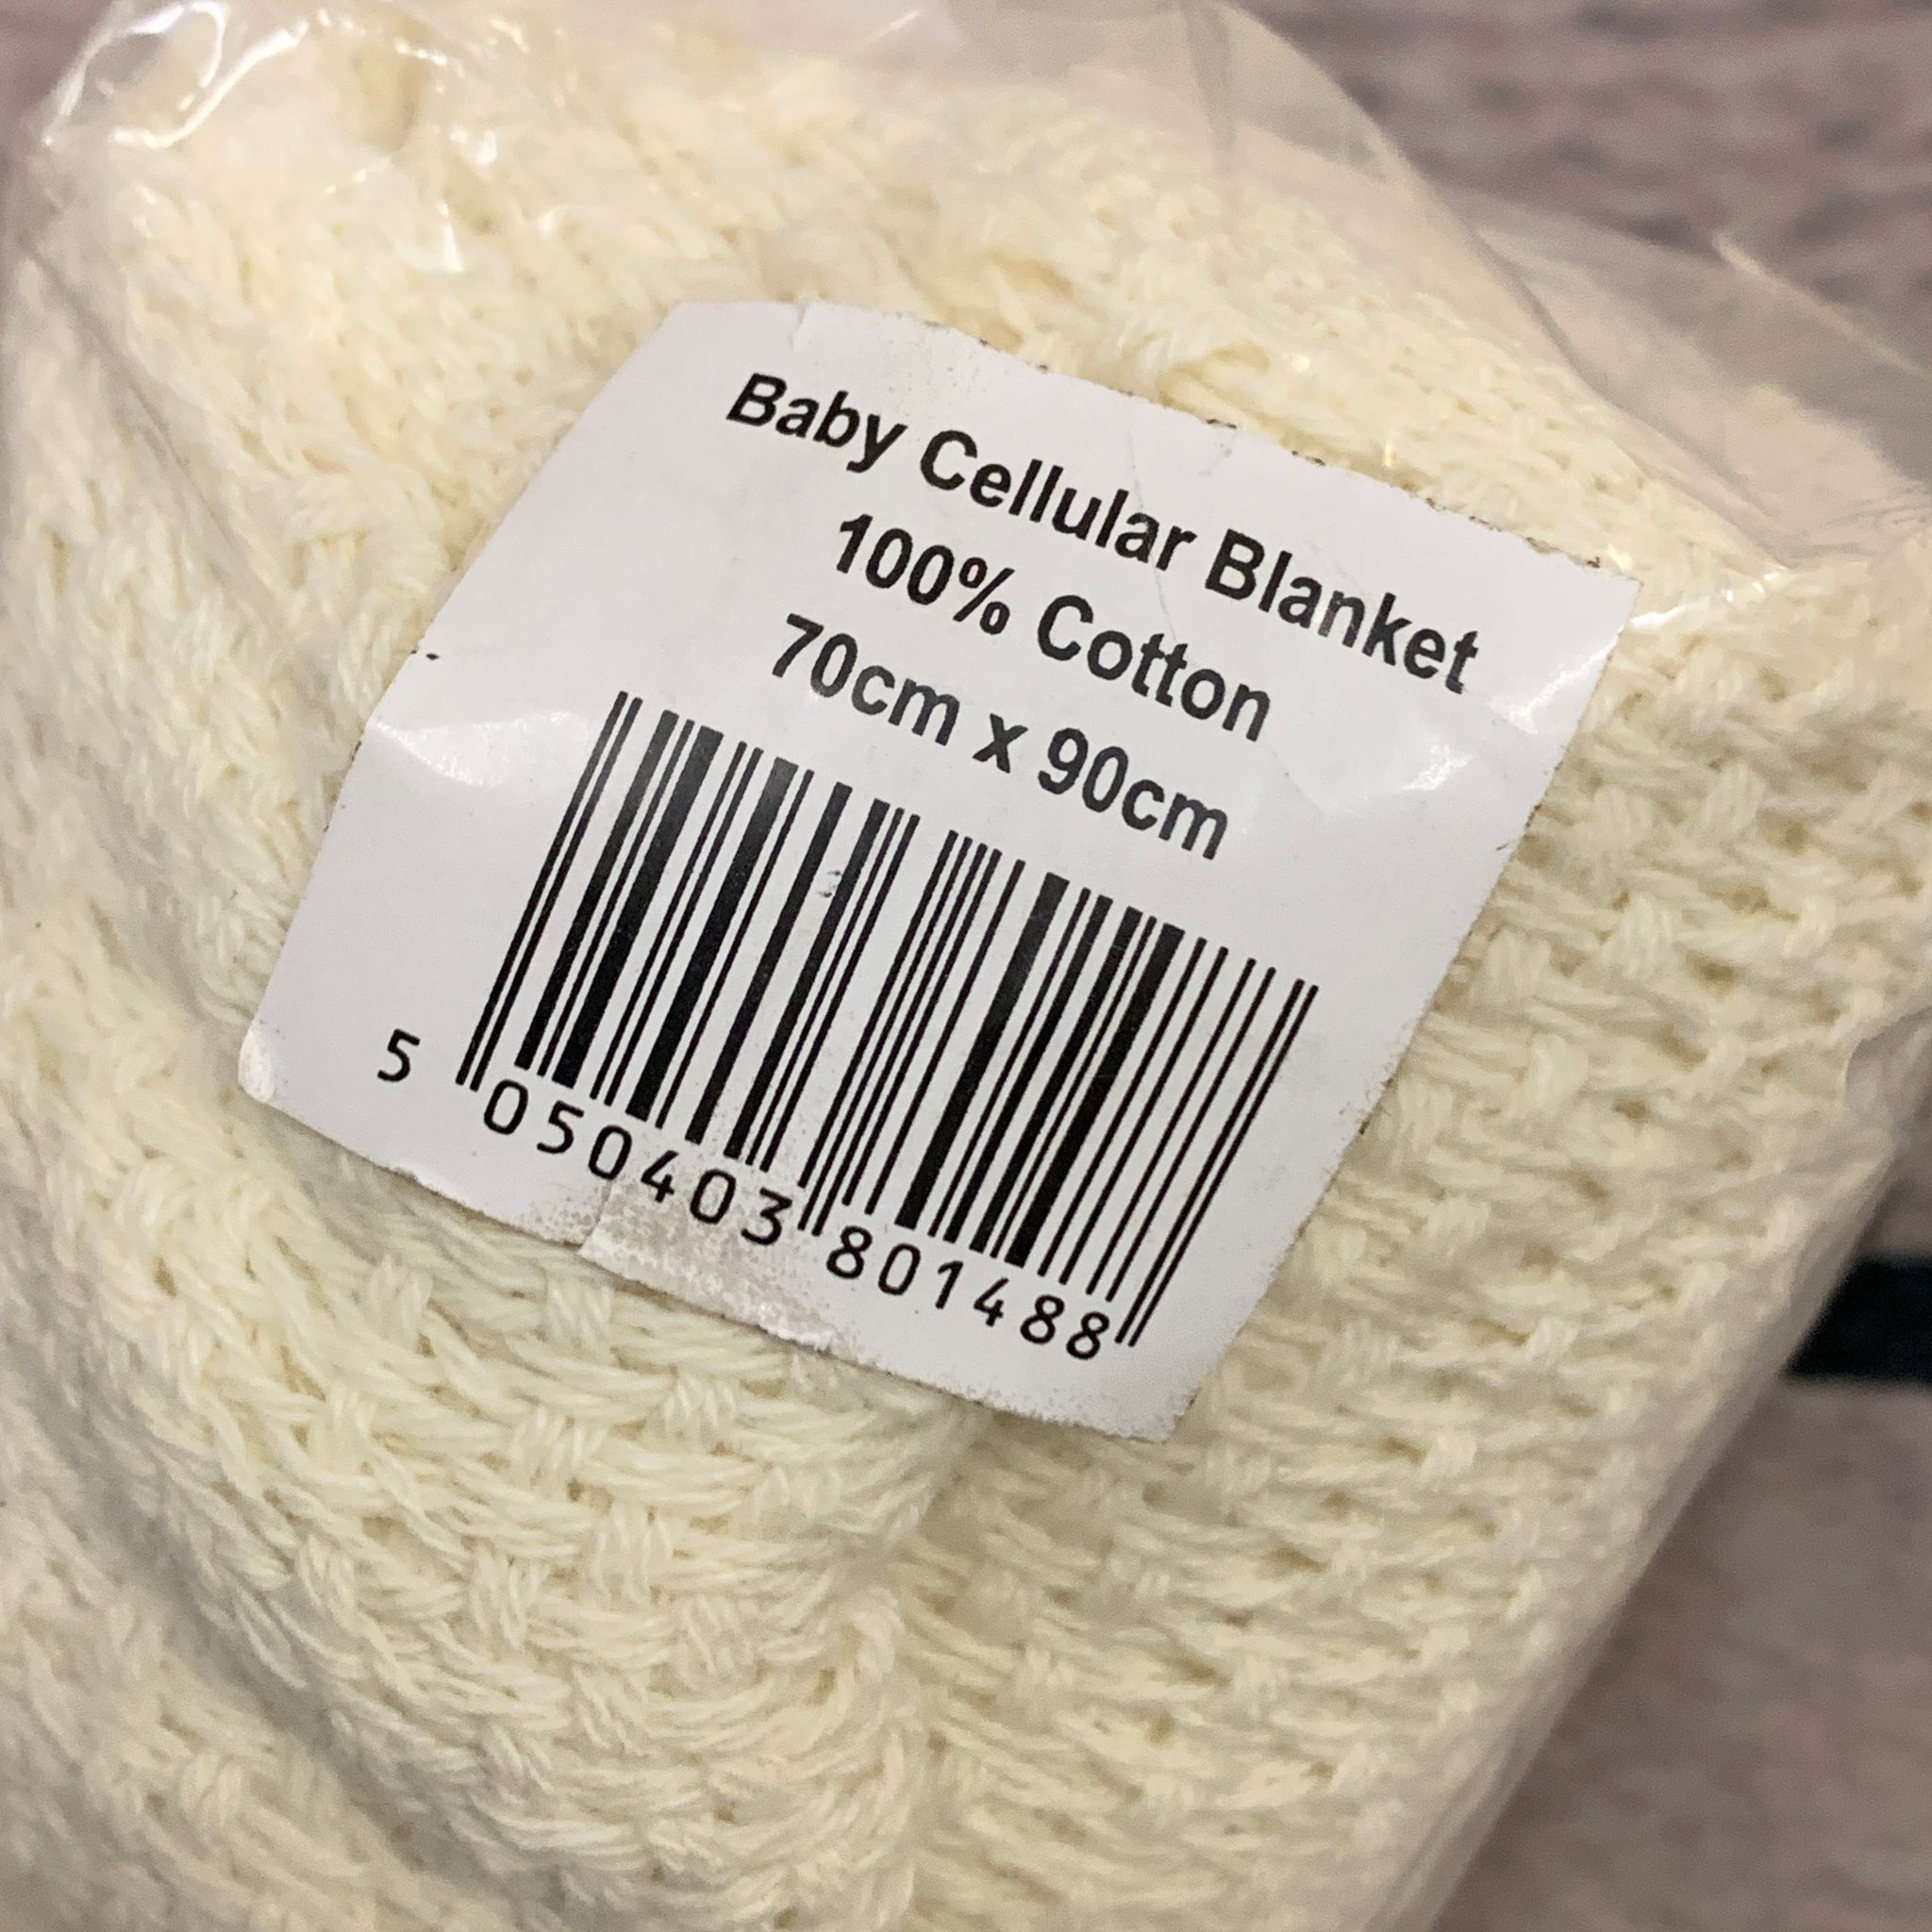 Baby Cellular Blanket
100% Cotton
70cm x 90cm
5 050403 801488